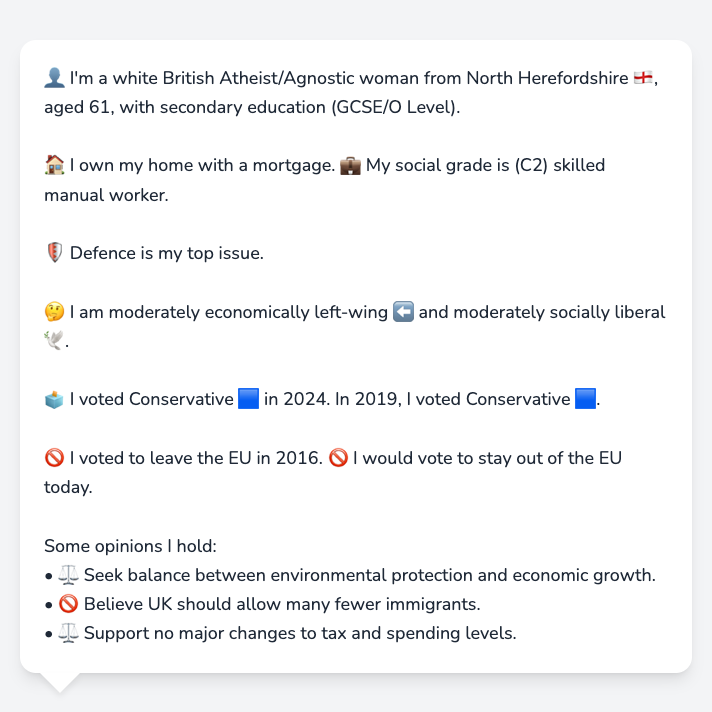 👤 I'm a white British Atheist/Agnostic woman from North Herefordshire 🏴󠁧󠁢󠁥󠁮󠁧󠁿,
aged 61, with secondary education (GCSE/O Level).
🏠 I own my home with a mortgage. 💼 My social grade is (C2) skilled
manual worker.
🛡️ Defence is my top issue.
🤔 I am moderately economically left-wing ⬅️ and moderately socially liberal
🕊️.
🗳️ I voted Conservative 🟦 in 2024. In 2019, I voted Conservative 🟦.
🚫 I voted to leave the EU in 2016. 🚫 I would vote to stay out of the EU
today.
Some opinions I hold:
• ⚖️ Seek balance between environmental protection and economic growth.
• 🚫 Believe UK should allow many fewer immigrants.
• ⚖️ Support no major changes to tax and spending levels.